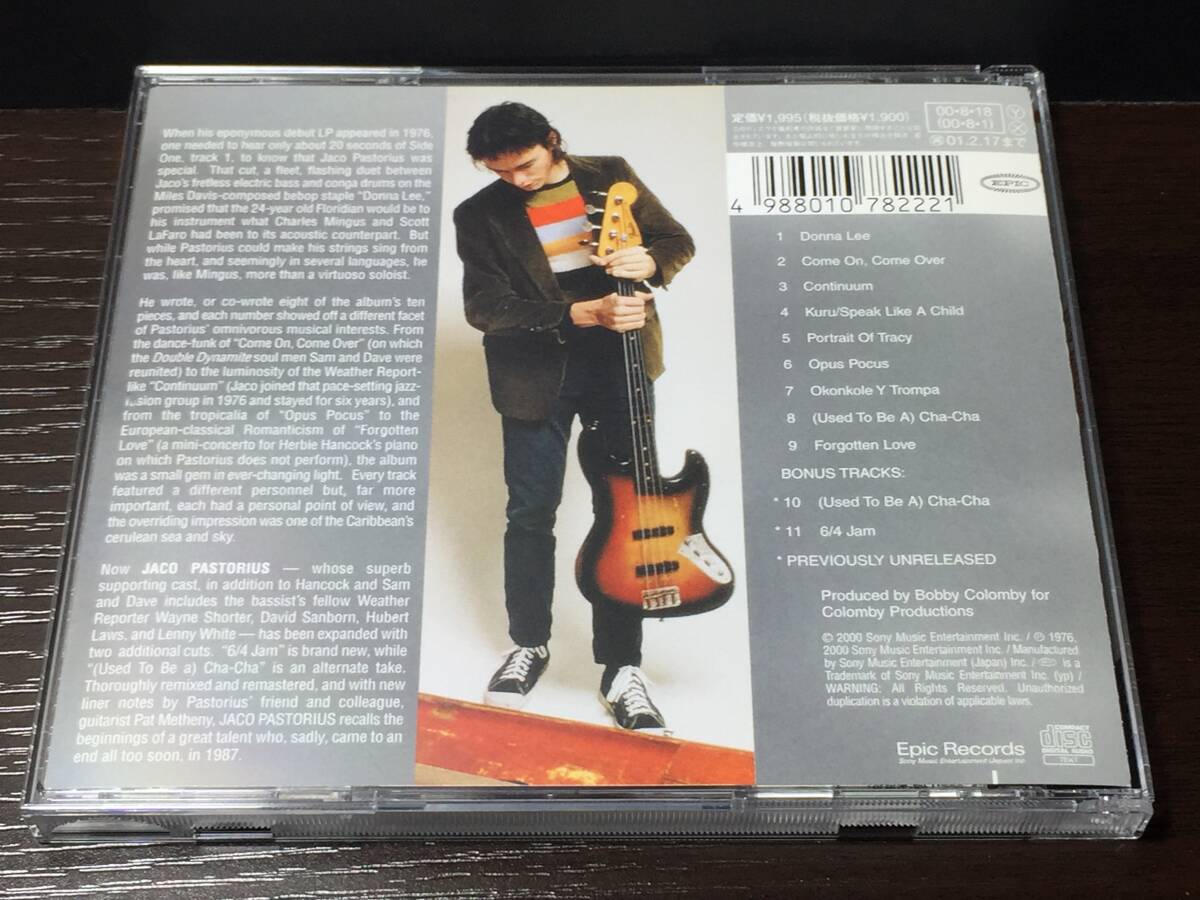 When his eponymous debut LP appeared in 1976,
one needed to hear only about 20 seconds of Side
One, track 1, to know that Jaco Pastorius was
special. That cut, a fleet, flashing duet between
Jaco's fretless electric bass and conga drums on the
Miles Davis-composed bebop staple "Donna Lee,"
promised that the 24-year old Floridian would be to
his instrument what Charles Mingus and Scott
LaFaro had been to its acoustic counterpart. But
while Pastorius could make his strings sing from
the heart, and seemingly in several languages, he
was, like Mingus, more than a virtuoso soloist.
He wrote, or co-wrote eight of the album's ten
pieces, and each number showed off a different facet
of Pastorius' omnivorous musical interests. From
the dance-funk of "Come On, Come Over" (on which
the Double Dynamite soul men Sam and Dave were
reunited) to the luminosity of the Weather Report-
like "Continuum" (Jaco joined that pace-setting jazz-
fusion group in 1976 and stayed for six years), and
from the tropicalia of "Opus Pocus" to the
European-classical Romanticism of "Forgotten
Love" (a mini-concerto for Herbie Hancock's piano
on which Pastorius does not perform), the album
was a small gem in ever-changing light. Every track
featured a different personnel but, far more
important, each had a personal point of view, and
the overriding impression was one of the Caribbean's
cerulean sea and sky.
Now JACO PASTORIUS — whose superb
supporting cast, in addition to Hancock and Sam
and Dave includes the bassist's fellow Weather
Reporter Wayne Shorter, David Sanborn, Hubert
Laws, and Lenny White — has been expanded with
two additional cuts. "6/4 Jam" is brand new, while
"(Used To Be a) Cha-Cha" is an alternate take.
Thoroughly remixed and remastered, and with new
liner notes by Pastorius' friend and colleague,
guitarist Pat Metheny, JACO PASTORIUS recalls the
beginnings of a great talent who, sadly, came to an
end all too soon, in 1987.
定価¥1,995(税抜価格¥1,900)
00・8・18
(00・8・1)
Y
X
01.2.17まで
4 988010 782221
EPIC
1 Donna Lee
2 Come On, Come Over
3 Continuum
4 Kuru/Speak Like A Child
5 Portrait Of Tracy
6 Opus Pocus
7 Okonkole Y Trompa
8 (Used To Be A) Cha-Cha
9 Forgotten Love
BONUS TRACKS:
* 10 (Used To Be A) Cha-Cha
* 11 6/4 Jam
* PREVIOUSLY UNRELEASED
Produced by Bobby Colomby for
Colomby Productions
© 2000 Sony Music Entertainment Inc. / ℗ 1976,
2000 Sony Music Entertainment Inc. / Manufactured
by Sony Music Entertainment (Japan) Inc. / EPIC is a
Trademark of Sony Music Entertainment Inc. (yp) /
WARNING: All Rights Reserved. Unauthorized
duplication is a violation of applicable laws.
Epic Records
Sony Music Entertainment (Japan) Inc.
COMPACT
disc
DIGITAL AUDIO
TEXT